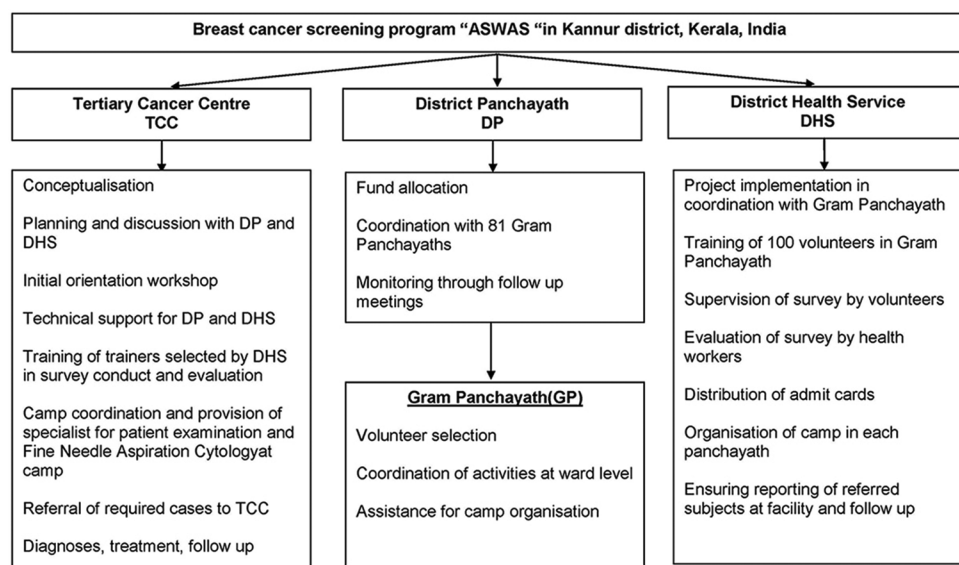 Breast cancer screening program “ASWAS “in Kannur district, Kerala, India
Tertiary Cancer Centre
TCC
Conceptualisation
Planning and discussion with DP and
DHS
Initial orientation workshop
Technical support for DP and DHS
Training of trainers selected by DHS
in survey conduct and evaluation
Camp coordination and provision of
specialist for patient examination and
Fine Needle Aspiration Cytologyat
camp
Referral of required cases to TCC
Diagnoses, treatment, follow up
District Panchayath
DP
Fund allocation
Coordination with 81 Gram
Panchayaths
Monitoring through follow up
meetings
Gram Panchayath(GP)
Volunteer selection
Coordination of activities at ward level
Assistance for camp organisation
District Health Service
DHS
Project implementation in
coordination with Gram Panchayath
Training of 100 volunteers in Gram
Panchayath
Supervision of survey by volunteers
Evaluation of survey by health
workers
Distribution of admit cards
Organisation of camp in each
panchayath
Ensuring reporting of referred
subjects at facility and follow up